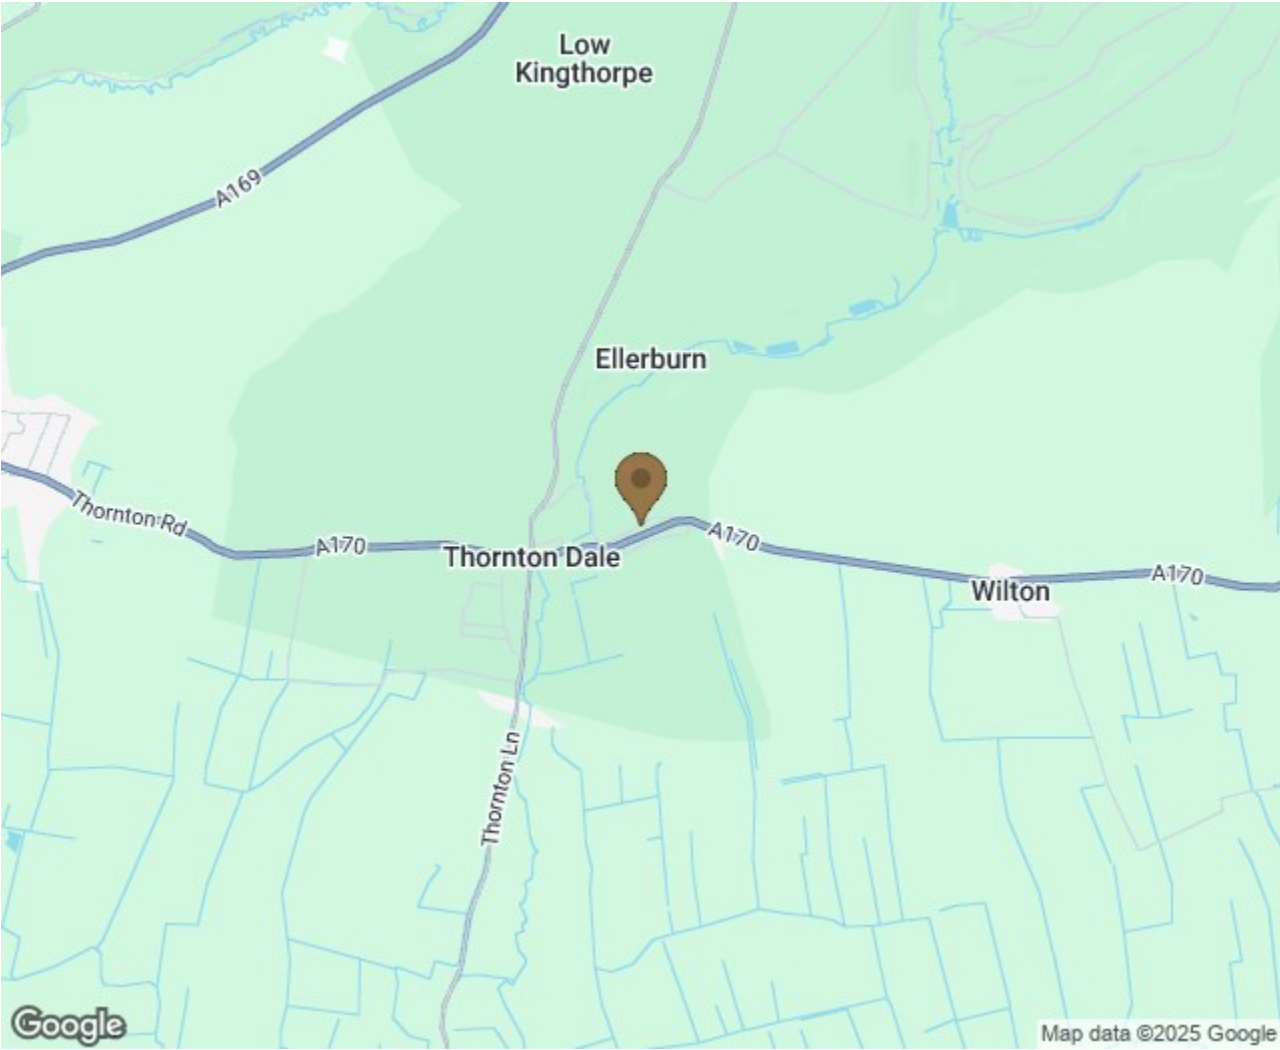 Low
Kingthorpe
A169
Ellerburn
Thornton Rd
A170
Thornton Dale
A170
Wilton
A170
Thornton Ln
Google
Map data ©2025 Google